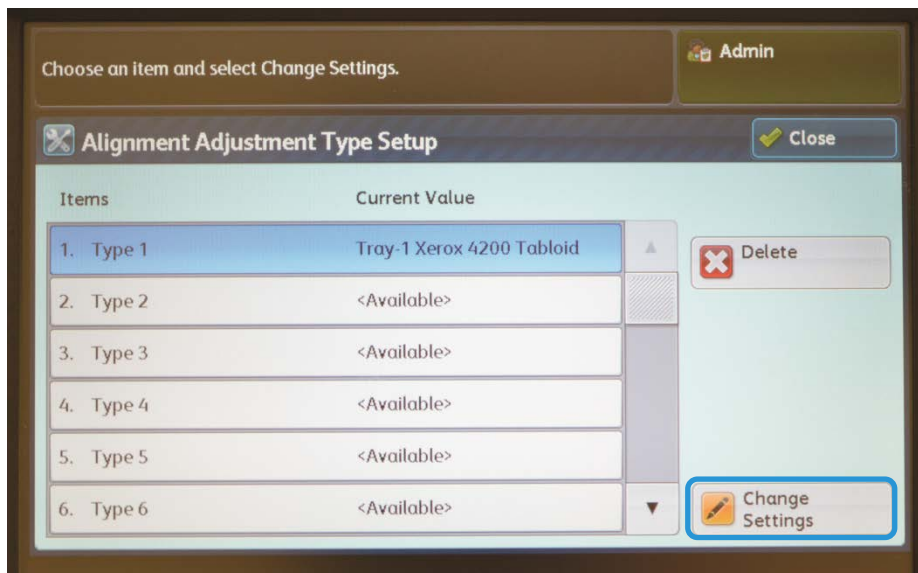 Choose an item and select Change Settings.
Admin
Alignment Adjustment Type Setup
Close
Items Current Value
1. Type 1 Tray-1 Xerox 4200 Tabloid
Delete
2. Type 2 <Available>
3. Type 3 <Available>
4. Type 4 <Available>
5. Type 5 <Available>
6. Type 6 <Available>
Change
Settings